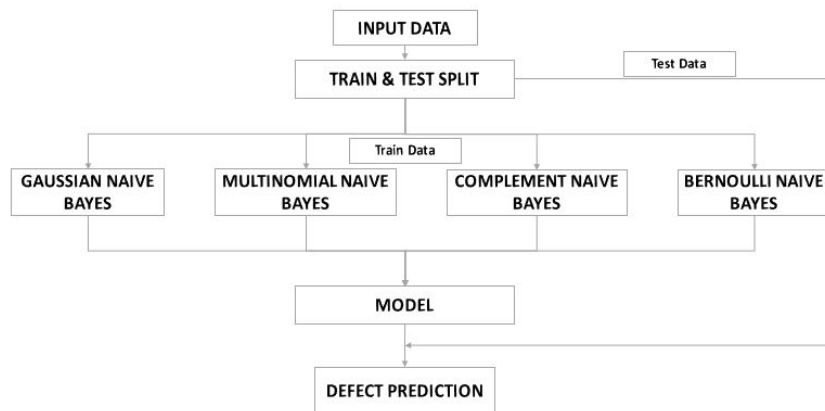 INPUT DATA
TRAIN & TEST SPLIT
Test Data
Train Data
GAUSSIAN NAIVE
BAYES
MULTINOMIAL NAIVE
BAYES
COMPLEMENT NAIVE
BAYES
BERNOULLI NAIVE
BAYES
MODEL
DEFECT PREDICTION